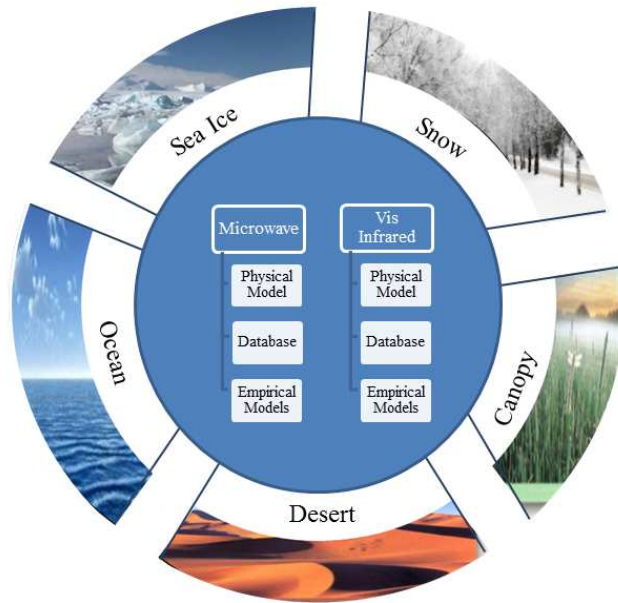 Sea Ice
Snow
Microwave
Vis
Infrared
Physical
Model
Physical
Model
Database
Database
Empirical
Models
Empirical
Models
Ocean
Canopy
Desert